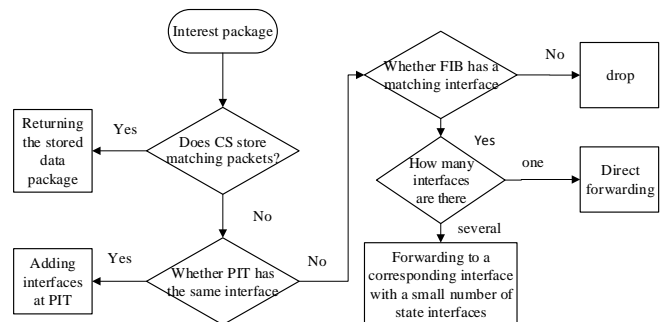 Interest package
Does CS store
matching packets?
Yes
Returning
the stored
data
package
No
Whether PIT has
the same interface
Yes
Adding
interfaces
at PIT
No
Whether FIB has a
matching interface
No
drop
Yes
How many
interfaces
are there
one
Direct
forwarding
several
Forwarding to a
corresponding interface
with a small number of
state interfaces